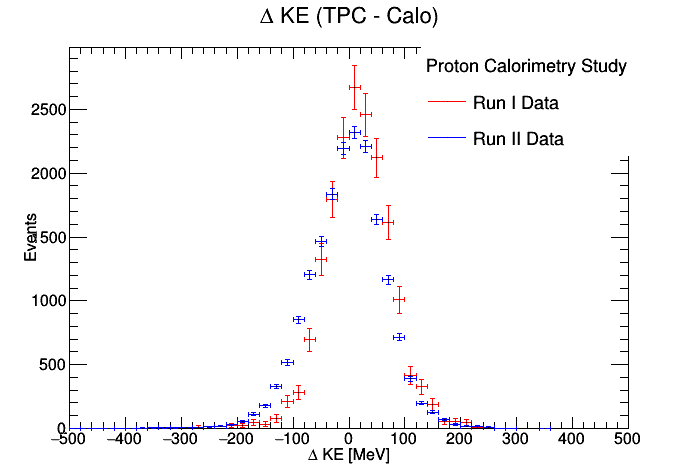 Δ KE (TPC - Calo)
Proton Calorimetry Study
Run I Data
Run II Data
Events
2500
2000
1500
1000
500
0
−500 −400 −300 −200 −100 0 100 200 300 400 500
Δ KE [MeV]